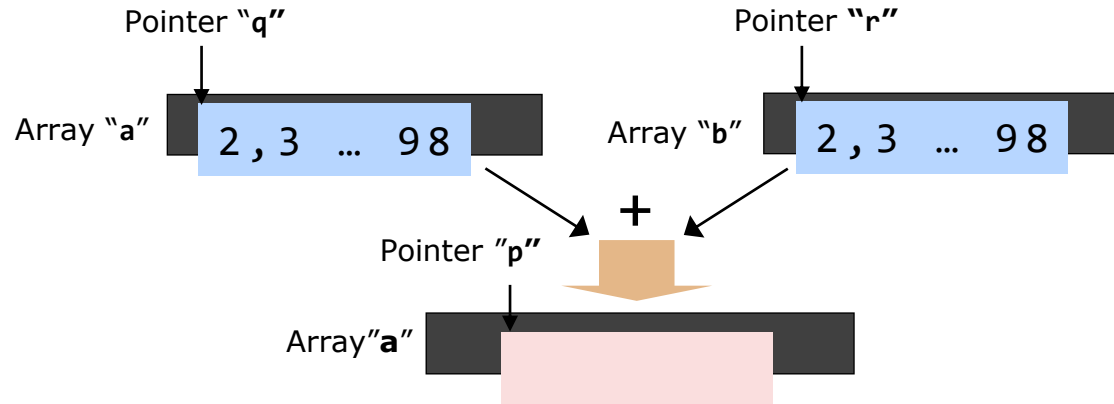 Pointer “q”
Pointer “r”
Array “a”
2,3 … 98
Array “b”
2,3 … 98
+
Pointer ”p”
Array”a”